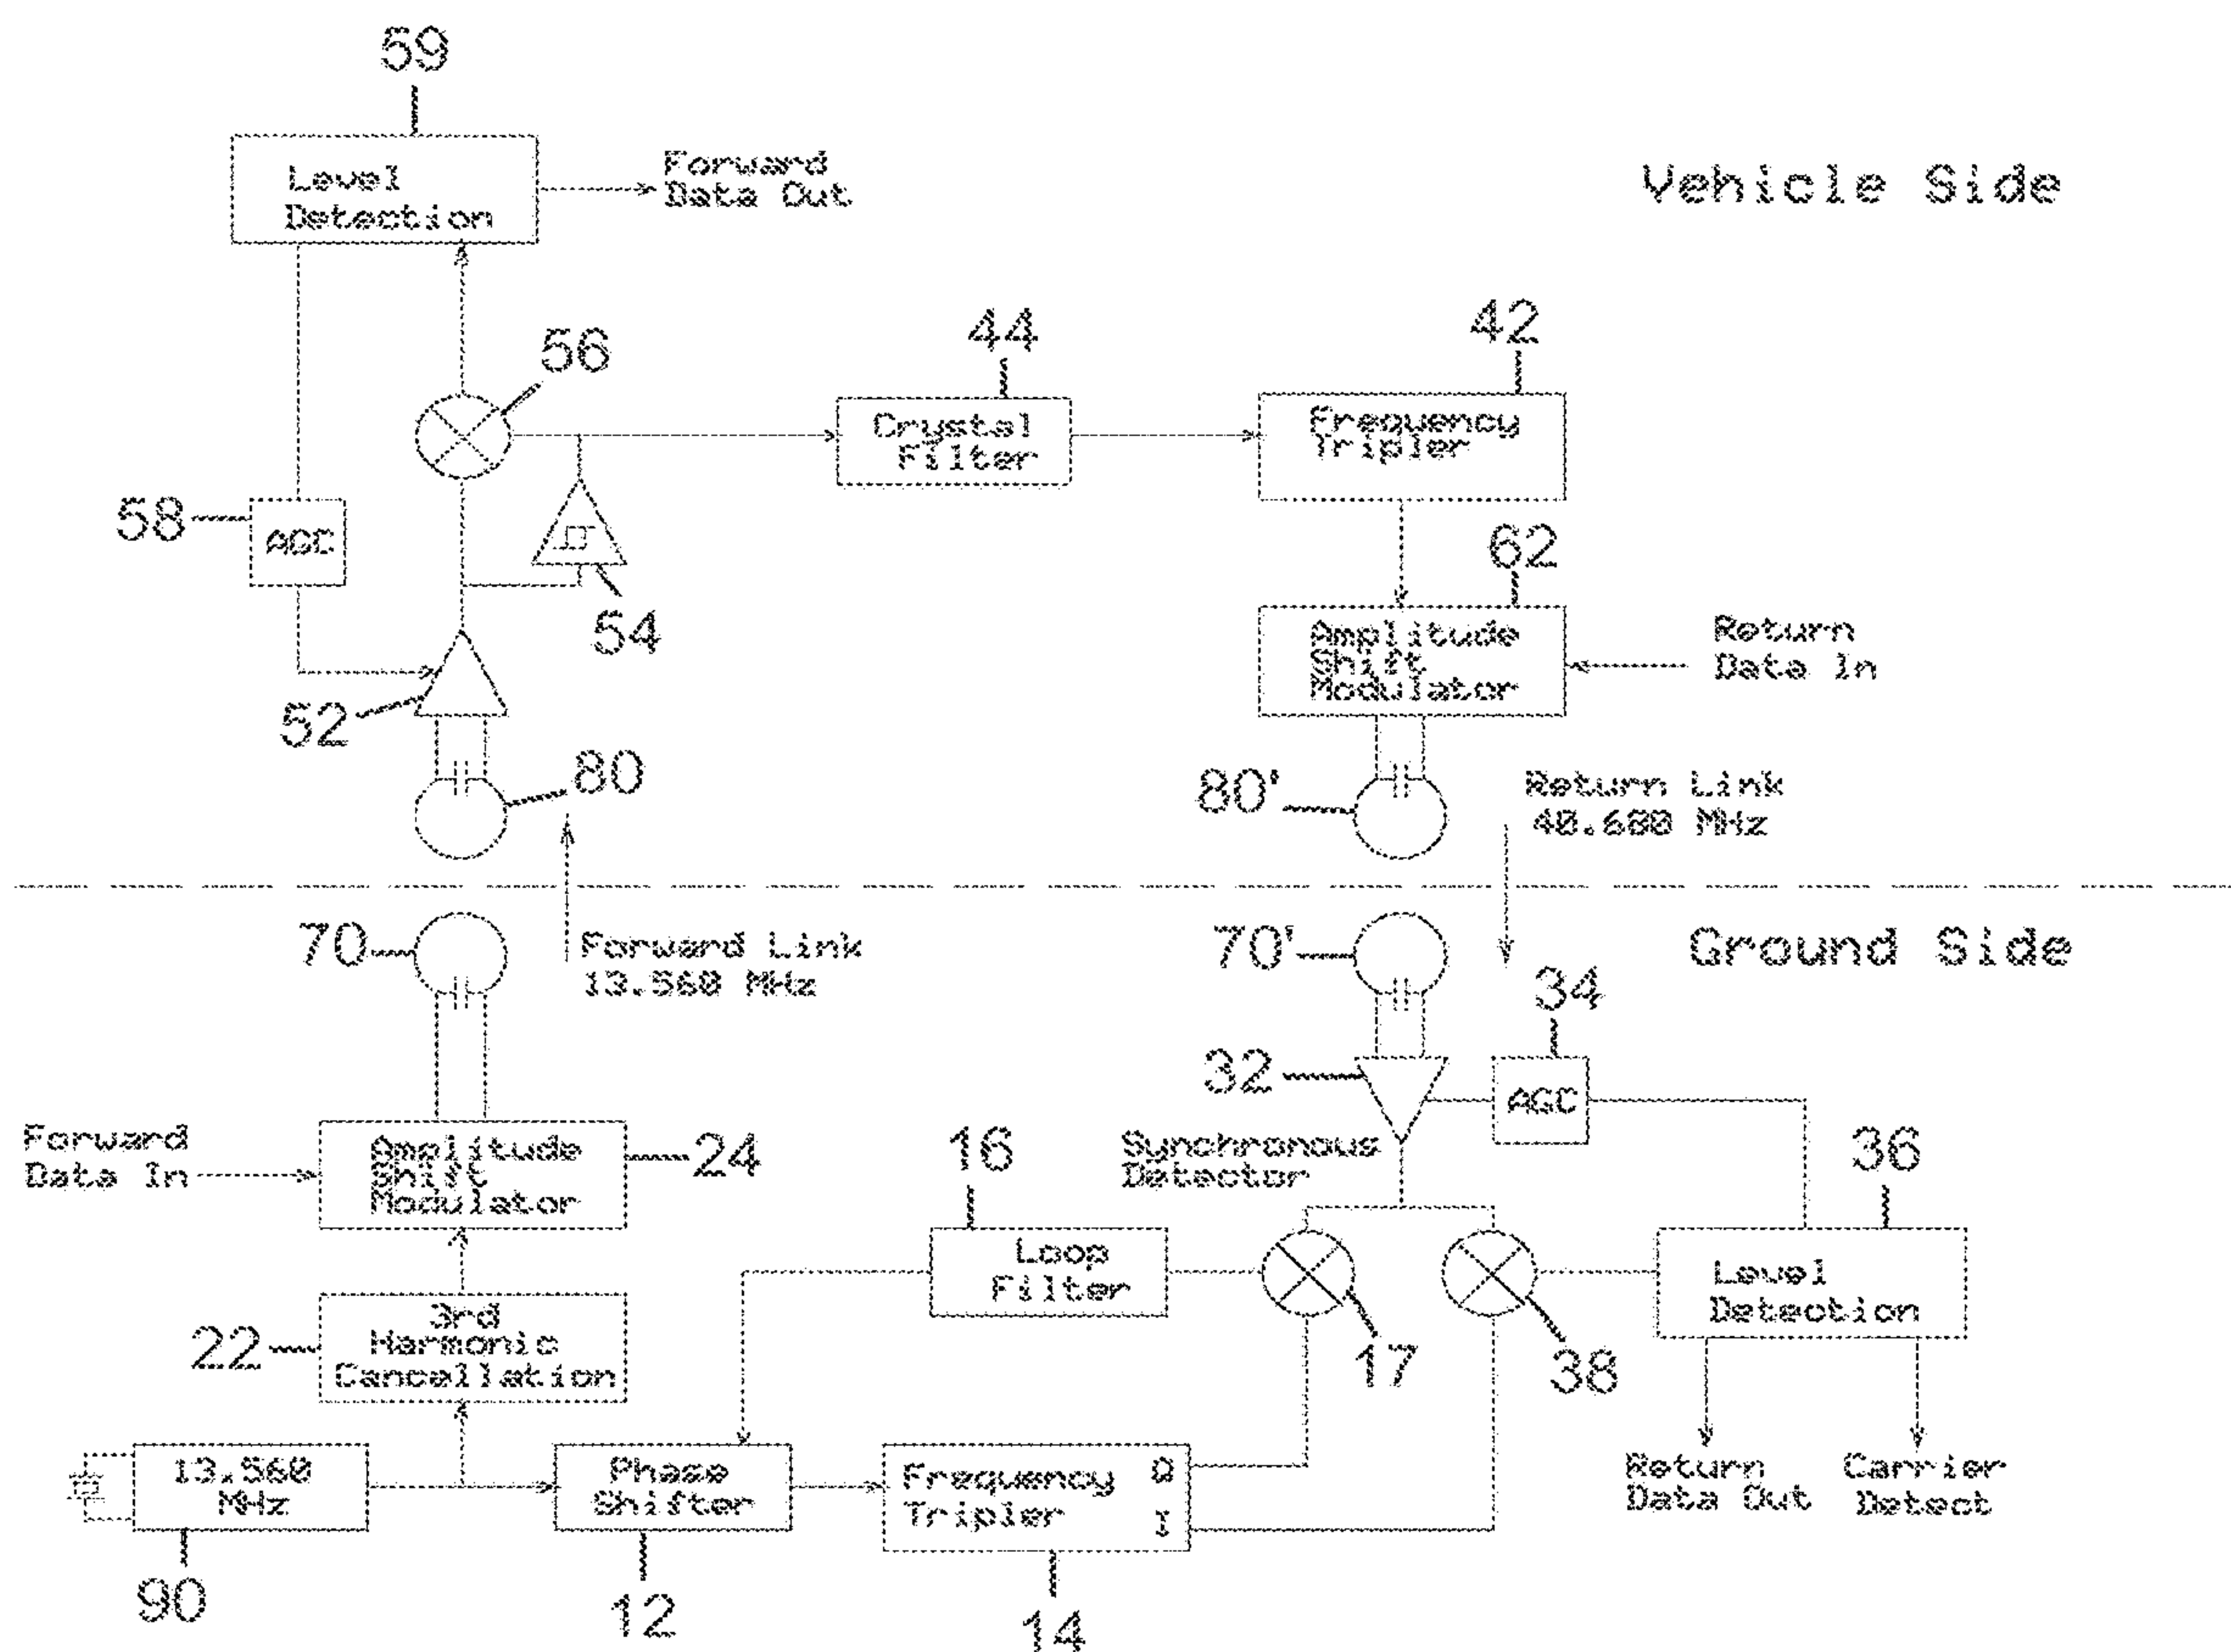 59
Level
Detection
Forward
Data Out
Vehicle Side
56
44
42
Crystal
Filter
Frequency
Tripler
58
AGC
54
62
Amplitude
Shift
Modulator
Return
Data In
52
80
80'
Return Link
40.680 MHz
70
Forward Link
13.560 MHz
70'
Ground Side
34
32
AGC
Forward
Data In
Amplitude
Shift
Modulator
24
16
Synchronous
Detector
36
Loop
Filter
Level
Detection
22
3rd
Harmonic
Cancellation
17
38
13.560
MHz
Phase
Shifter
Frequency
Tripler
Q
I
Return
Data Out
Carrier
Detect
90
12
14